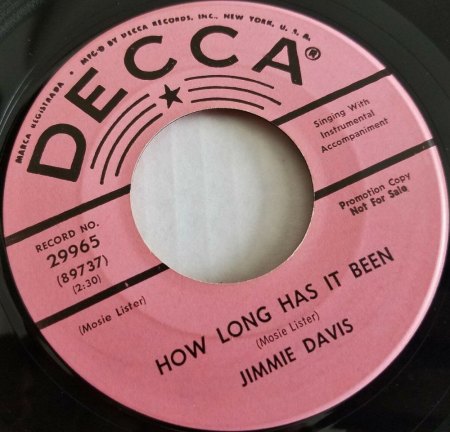 MARCA REGISTRADA • MFG'D BY DECCA RECORDS, INC., NEW YORK, U. S. A.
DECCA®
Singing With
Instrumental
Accompaniment
Promotion Copy
Not For Sale
RECORD NO.
29965
(89737)
(2:30)
(Mosie Lister)
HOW LONG HAS IT BEEN
(Mosie Lister)
JIMMIE DAVIS